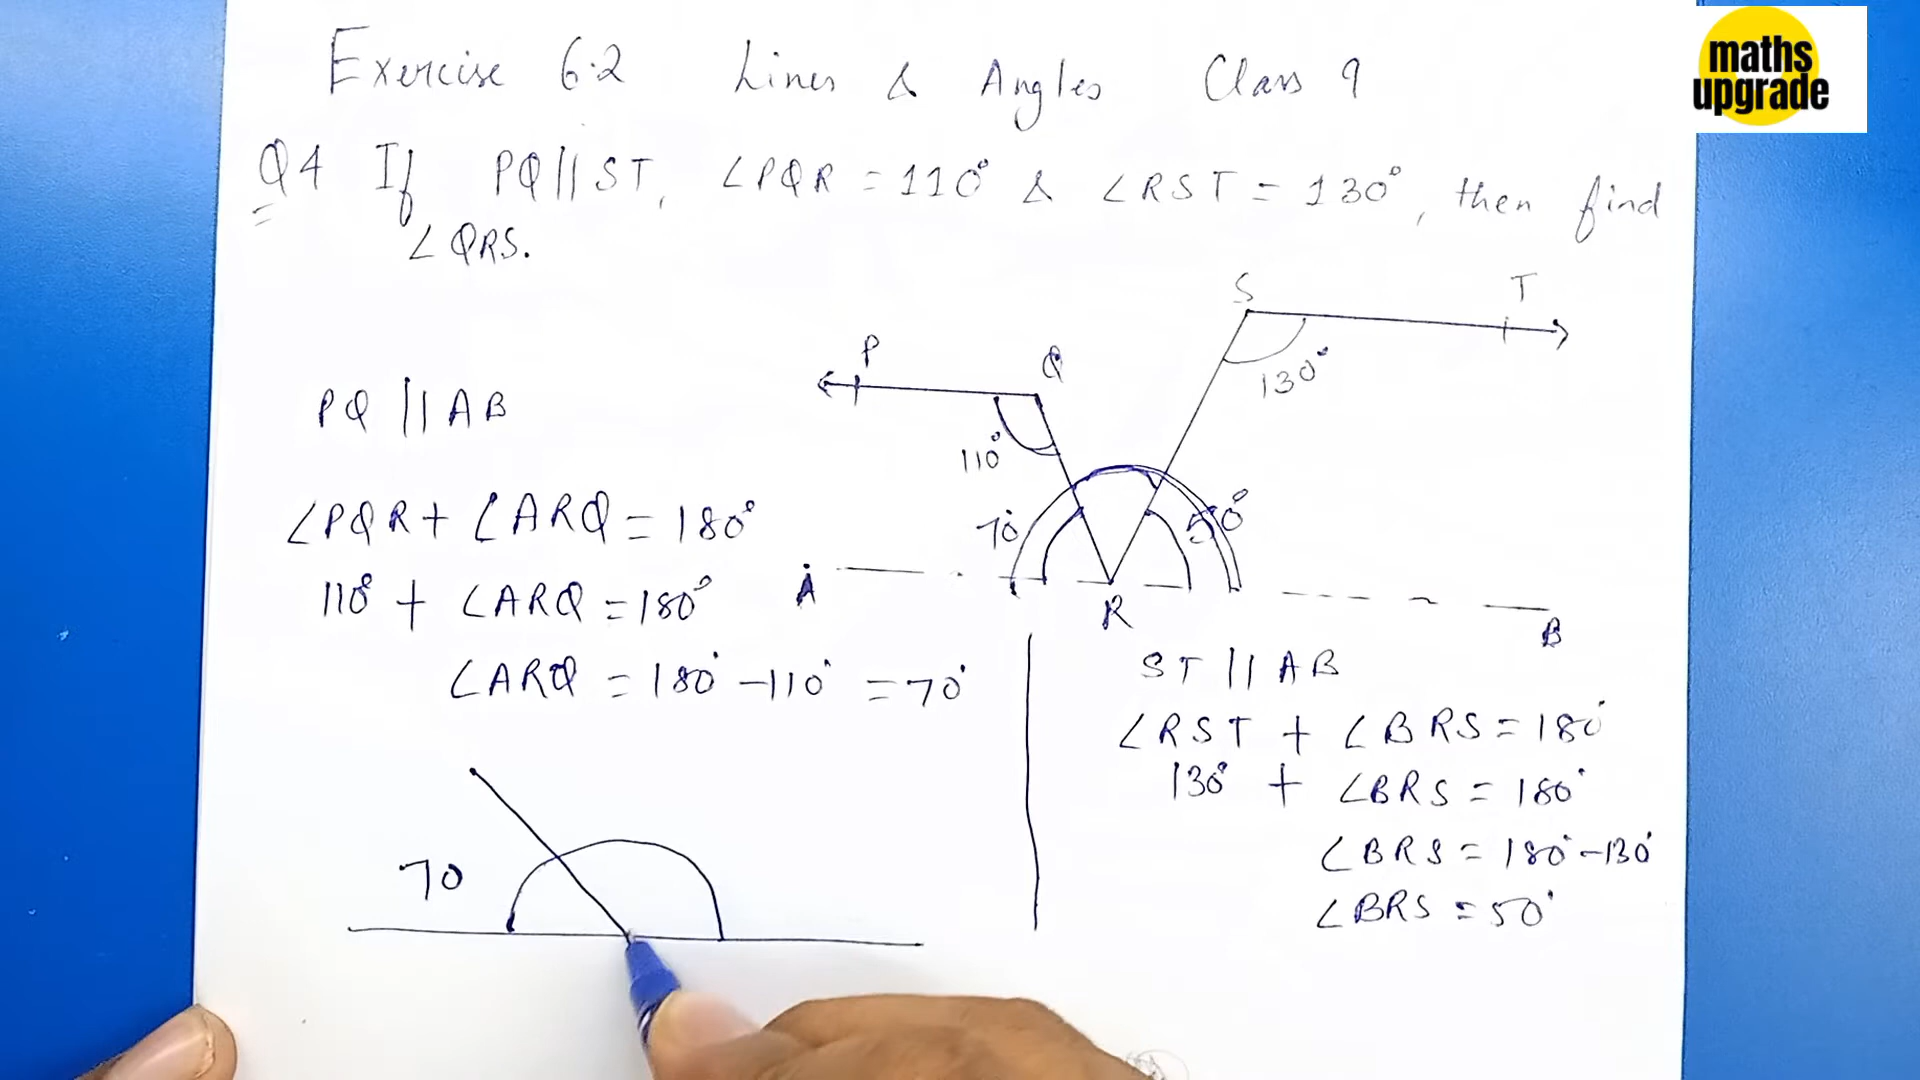 maths
upgrade
Exercise 6.2 Lines & Angles Class 9
Q4 If PQ||ST, ∠PQR = 110° & ∠RST = 130°, then find
∠QRS.
S T
130°
P Q
110°
70° 50°
A R B
PQ || AB
∠PQR + ∠ARQ = 180°
110° + ∠ARQ = 180°
∠ARQ = 180° - 110° = 70°
70
ST || AB
∠RST + ∠BRS = 180°
130° + ∠BRS = 180°
∠BRS = 180° - 130°
∠BRS = 50°